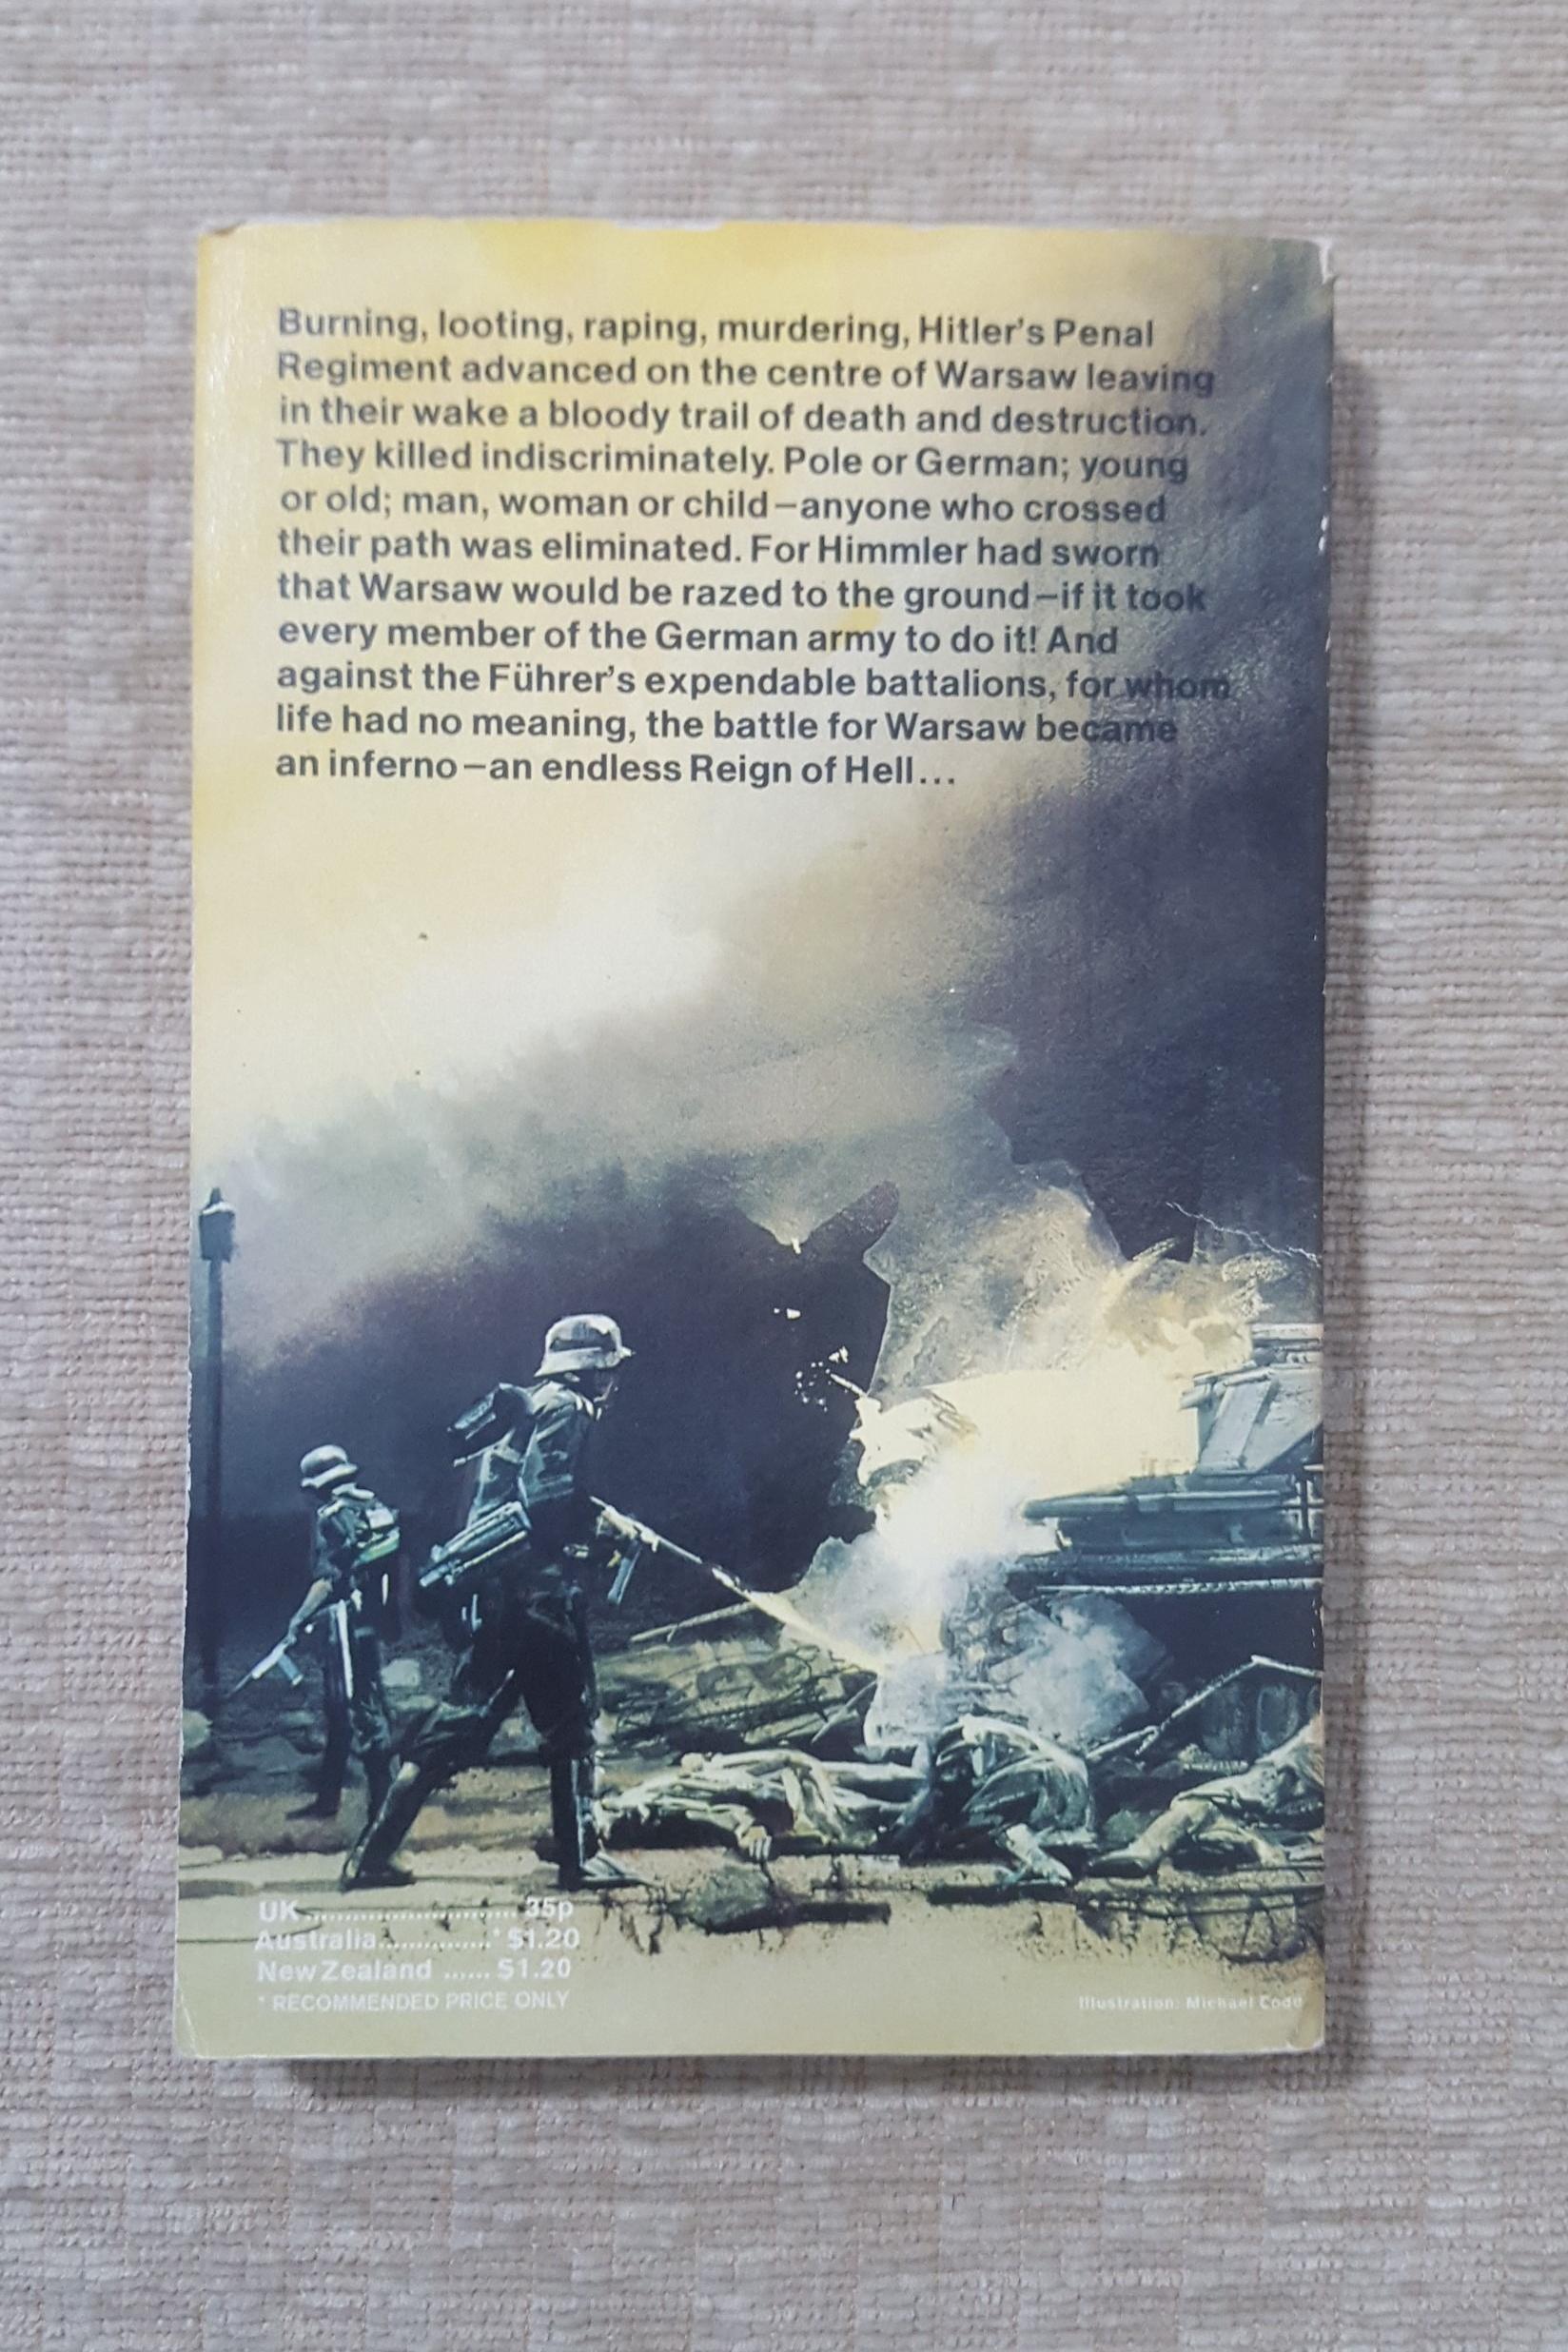 Burning, looting, raping, murdering, Hitler's Penal
Regiment advanced on the centre of Warsaw leaving
in their wake a bloody trail of death and destruction.
They killed indiscriminately. Pole or German; young
or old; man, woman or child—anyone who crossed
their path was eliminated. For Himmler had sworn
that Warsaw would be razed to the ground—if it took
every member of the German army to do it! And
against the Führer's expendable battalions, for whom
life had no meaning, the battle for Warsaw became
an inferno—an endless Reign of Hell...
UK.............................35p
Australia................* $1.20
New Zealand ...... $1.20
* RECOMMENDED PRICE ONLY
Illustration: Michael Codd